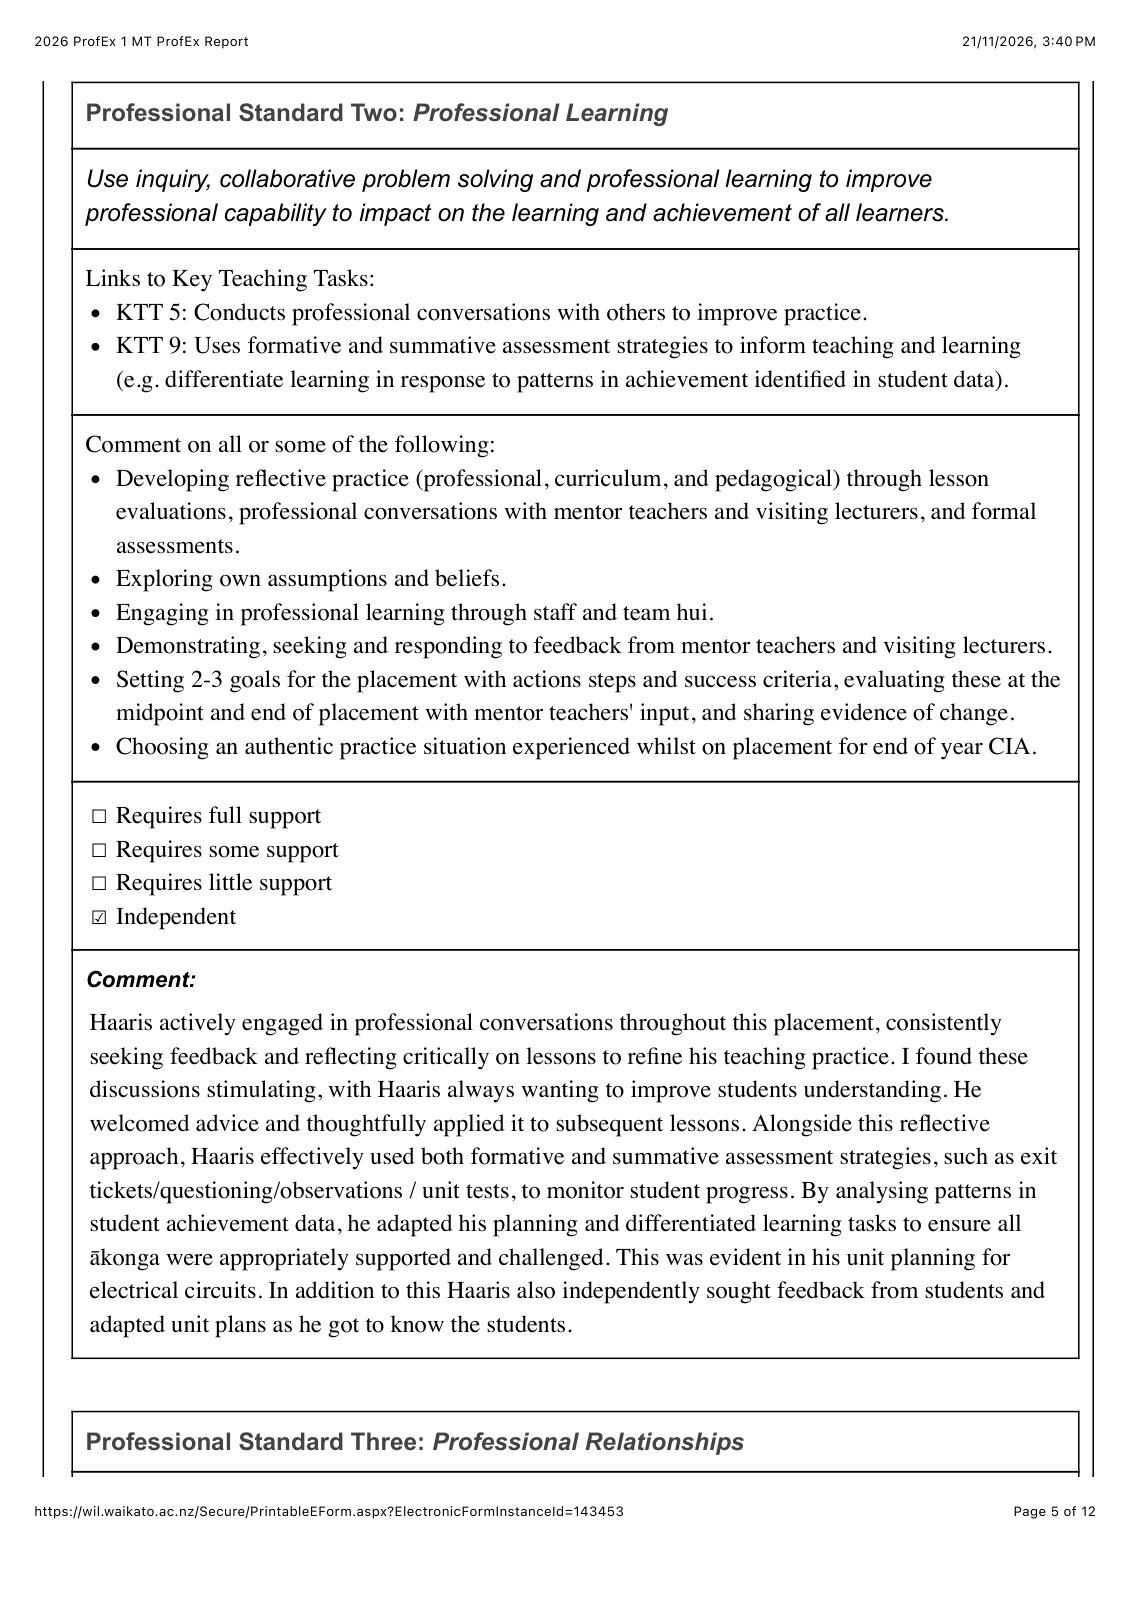 2026 ProfEx 1 MT ProfEx Report
21/11/2026, 3:40 PM
Professional Standard Two: Professional Learning
Use inquiry, collaborative problem solving and professional learning to improve
professional capability to impact on the learning and achievement of all learners.
Links to Key Teaching Tasks:
• KTT 5: Conducts professional conversations with others to improve practice.
• KTT 9: Uses formative and summative assessment strategies to inform teaching and learning
(e.g. differentiate learning in response to patterns in achievement identified in student data).
Comment on all or some of the following:
• Developing reflective practice (professional, curriculum, and pedagogical) through lesson
evaluations, professional conversations with mentor teachers and visiting lecturers, and formal
assessments.
• Exploring own assumptions and beliefs.
• Engaging in professional learning through staff and team hui.
• Demonstrating, seeking and responding to feedback from mentor teachers and visiting lecturers.
• Setting 2-3 goals for the placement with actions steps and success criteria, evaluating these at the
midpoint and end of placement with mentor teachers' input, and sharing evidence of change.
• Choosing an authentic practice situation experienced whilst on placement for end of year CIA.
☐ Requires full support
☐ Requires some support
☐ Requires little support
☑ Independent
Comment:
Haaris actively engaged in professional conversations throughout this placement, consistently
seeking feedback and reflecting critically on lessons to refine his teaching practice. I found these
discussions stimulating, with Haaris always wanting to improve students understanding. He
welcomed advice and thoughtfully applied it to subsequent lessons. Alongside this reflective
approach, Haaris effectively used both formative and summative assessment strategies, such as exit
tickets/questioning/observations / unit tests, to monitor student progress. By analysing patterns in
student achievement data, he adapted his planning and differentiated learning tasks to ensure all
ākonga were appropriately supported and challenged. This was evident in his unit planning for
electrical circuits. In addition to this Haaris also independently sought feedback from students and
adapted unit plans as he got to know the students.
Professional Standard Three: Professional Relationships
https://wil.waikato.ac.nz/Secure/PrintableEForm.aspx?ElectronicFormInstanceId=143453
Page 5 of 12